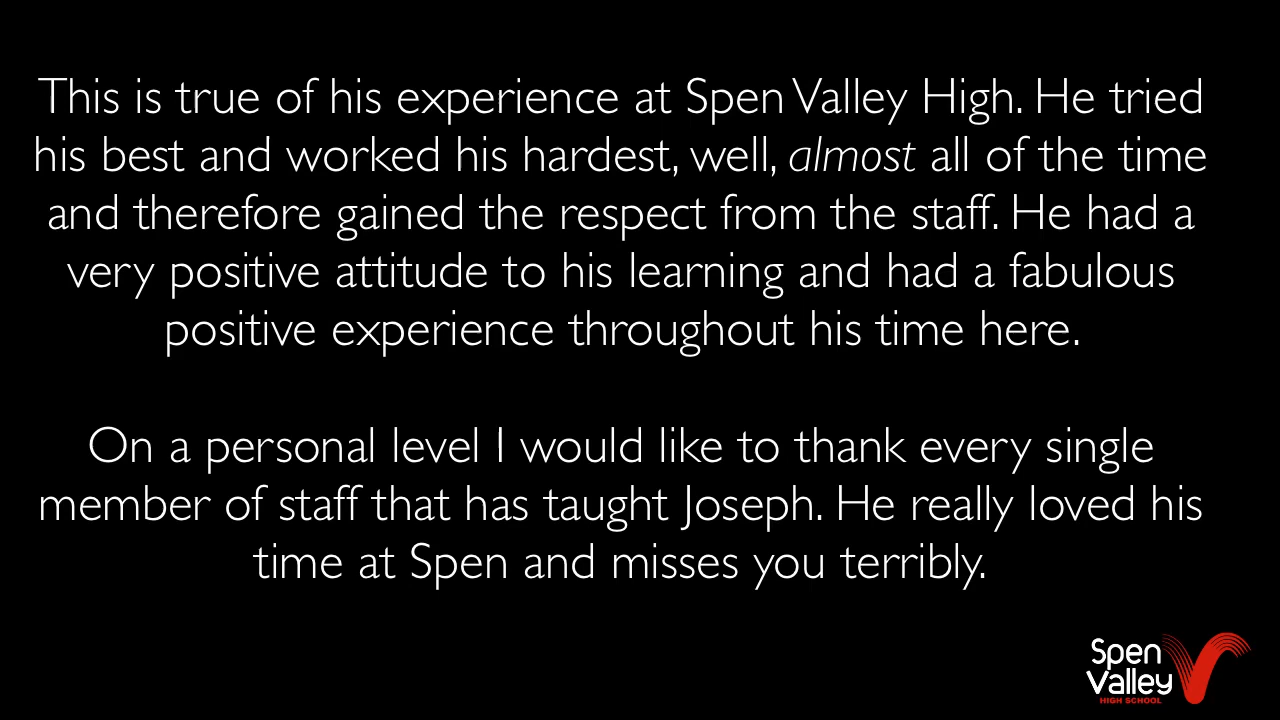 This is true of his experience at Spen Valley High. He tried
his best and worked his hardest, well, almost all of the time
and therefore gained the respect from the staff. He had a
very positive attitude to his learning and had a fabulous
positive experience throughout his time here.
On a personal level I would like to thank every single
member of staff that has taught Joseph. He really loved his
time at Spen and misses you terribly.
Spen
Valley
HIGH SCHOOL